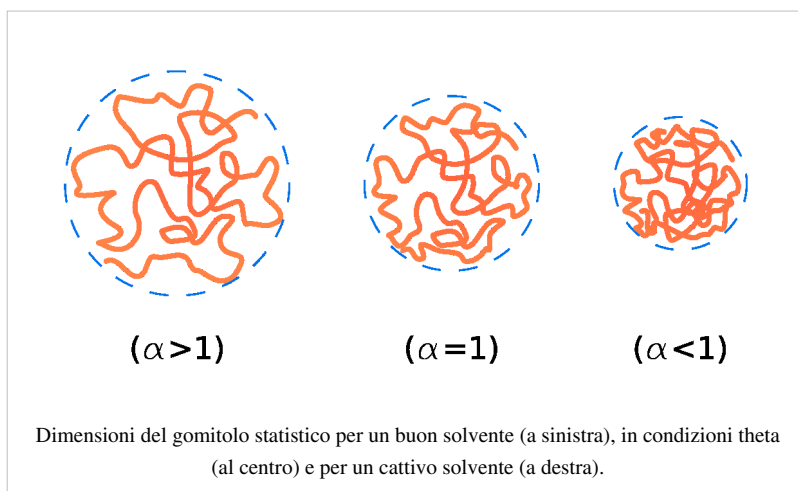 (α>1) (α=1) (α<1)
Dimensioni del gomitolo statistico per un buon solvente (a sinistra), in condizioni theta
(al centro) e per un cattivo solvente (a destra).